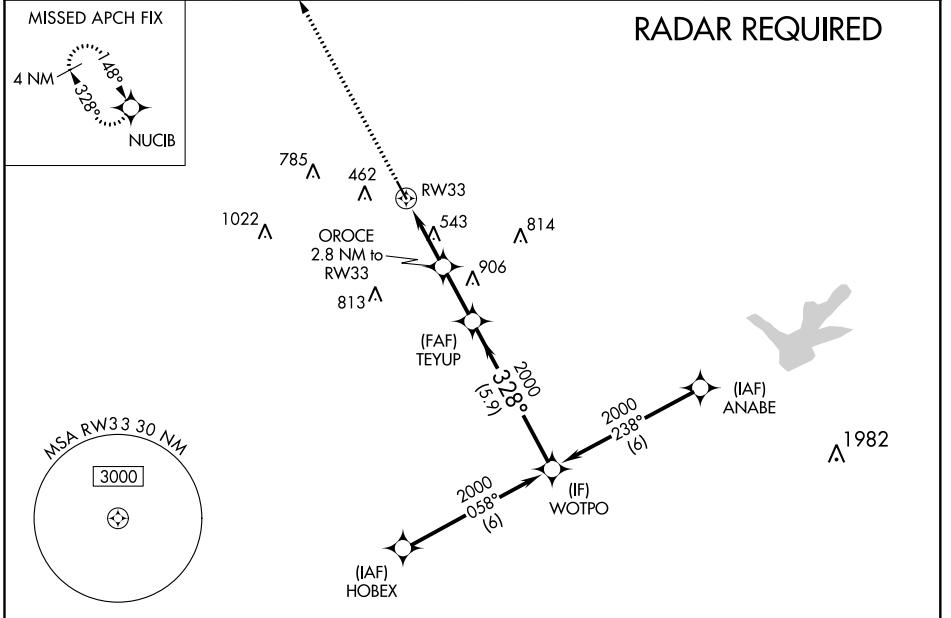 MISSED APCH FIX
4 NM
148°
328°
NUCIB
RADAR REQUIRED
785
462
RW33
1022
543
814
OROCE
2.8 NM to
RW33
906
813
(FAF)
TEYUP
2000
328°
(5.9)
(IAF)
ANABE
2000
238°
(6)
1982
MSA RW33 30 NM
3000
2000
058°
(6)
(IF)
WOTPO
(IAF)
HOBEX